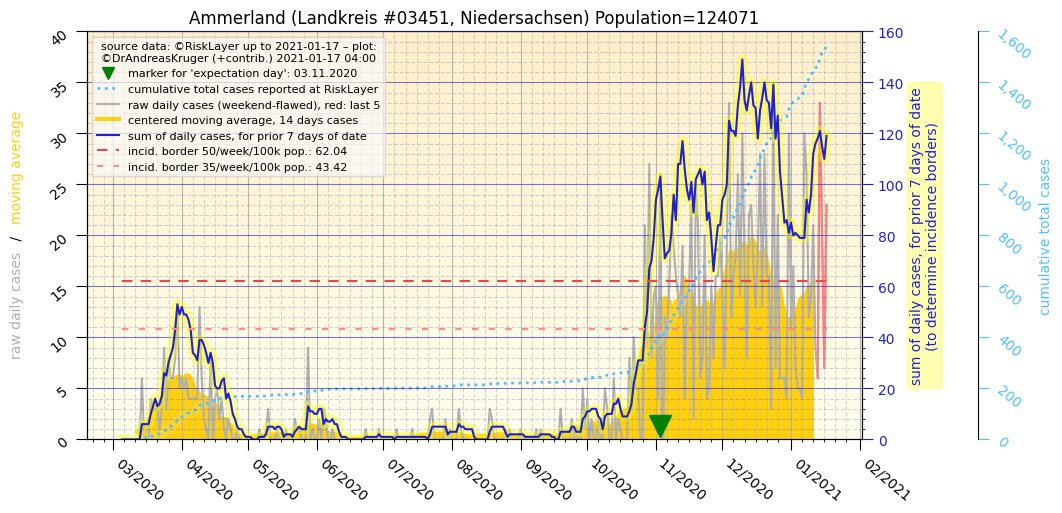 Ammerland (Landkreis #03451, Niedersachsen) Population=124071
source data: ©RiskLayer up to 2021-01-17 – plot:
©DrAndreasKruger (+contrib.) 2021-01-17 04:00
marker for 'expectation day': 03.11.2020
cumulative total cases reported at RiskLayer
raw daily cases (weekend-flawed), red: last 5
centered moving average, 14 days cases
sum of daily cases, for prior 7 days of date
incid. border 50/week/100k pop.: 62.04
incid. border 35/week/100k pop.: 43.42
raw daily cases / moving average
40
35
30
25
20
15
10
5
0
160
140
120
100
80
60
40
20
0
sum of daily cases, for prior 7 days of date
(to determine incidence borders)
1,600
1,400
1,200
1,000
800
600
400
200
0
cumulative total cases
03/2020
04/2020
05/2020
06/2020
07/2020
08/2020
09/2020
10/2020
11/2020
12/2020
01/2021
02/2021